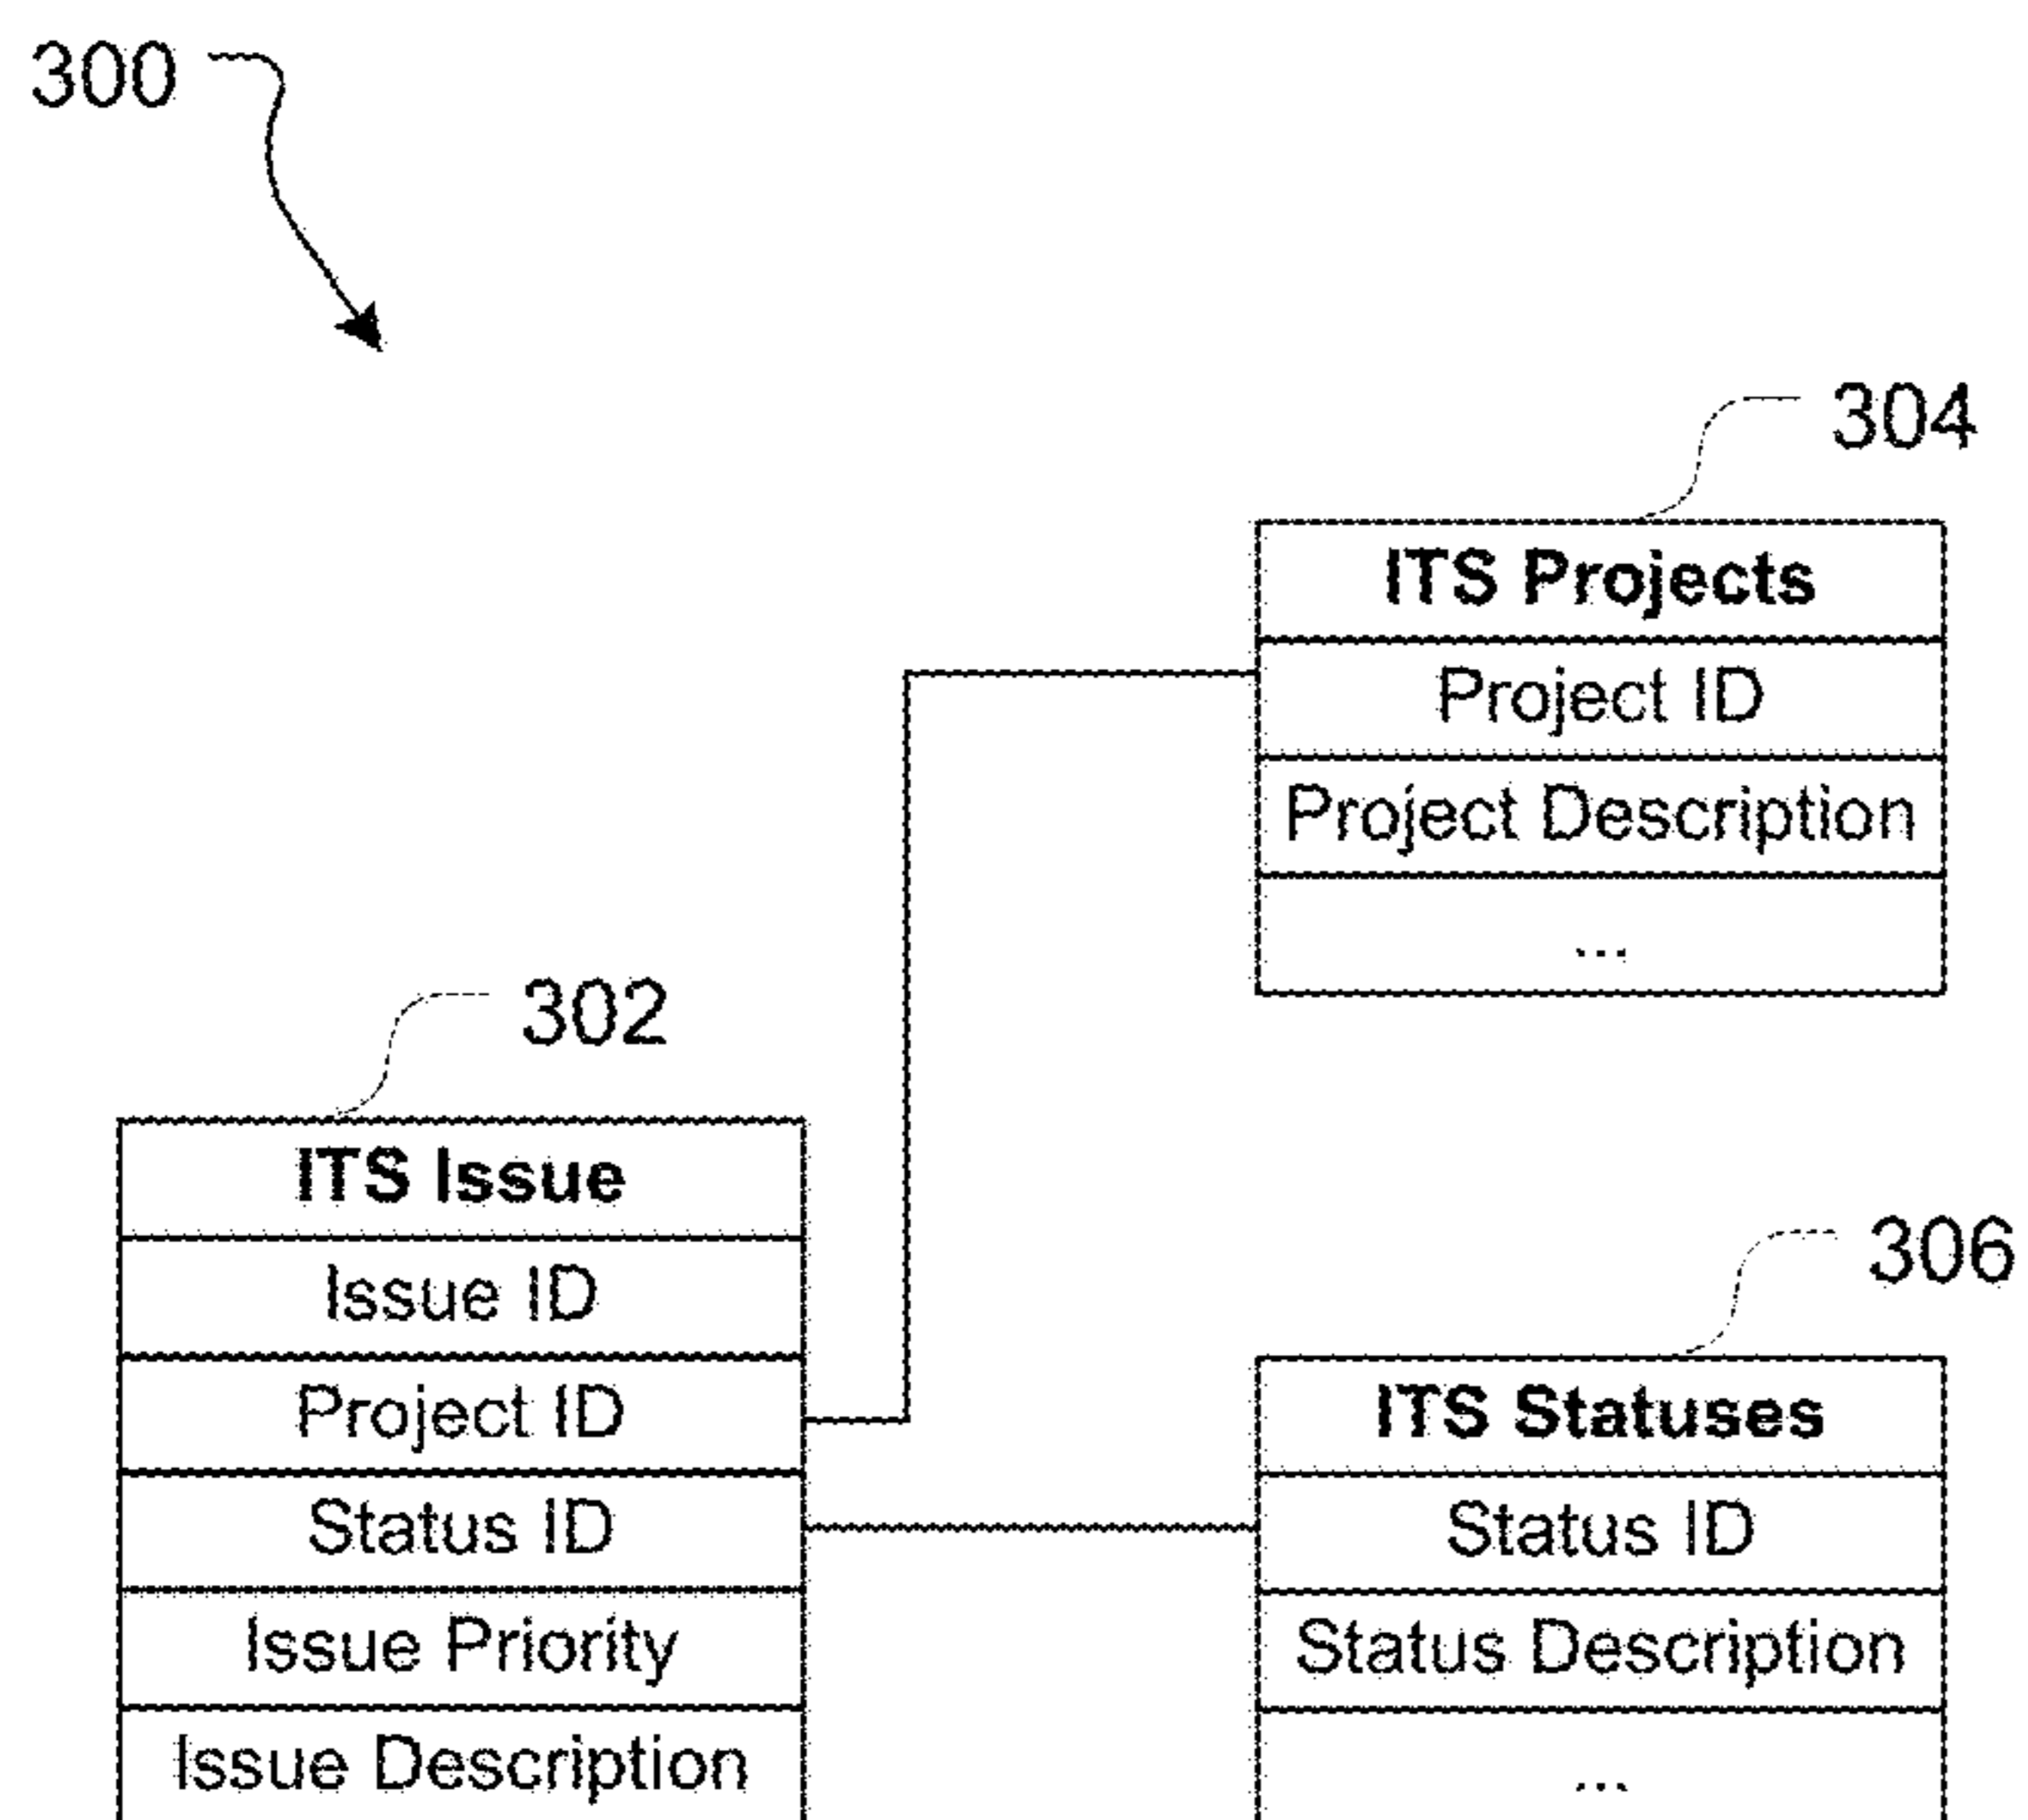 300
304
ITS Projects
Project ID
Project Description
...
302
ITS Issue
Issue ID
Project ID
Status ID
Issue Priority
Issue Description
306
ITS Statuses
Status ID
Status Description
...